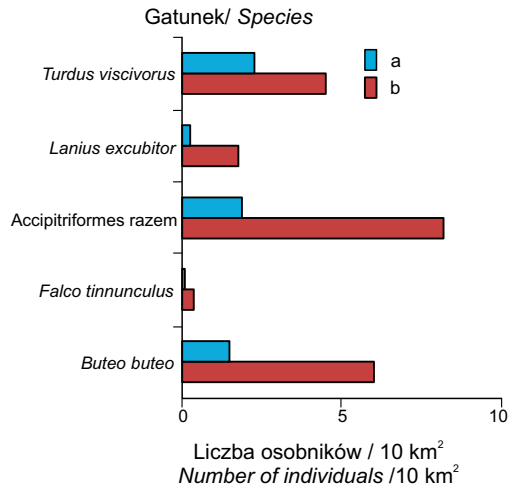 Gatunek/ Species
a
b
Turdus viscivorus
Lanius excubitor
Accipitriformes razem
Falco tinnunculus
Buteo buteo
0 5 10
Liczba osobników / 10 km²
Number of individuals /10 km²